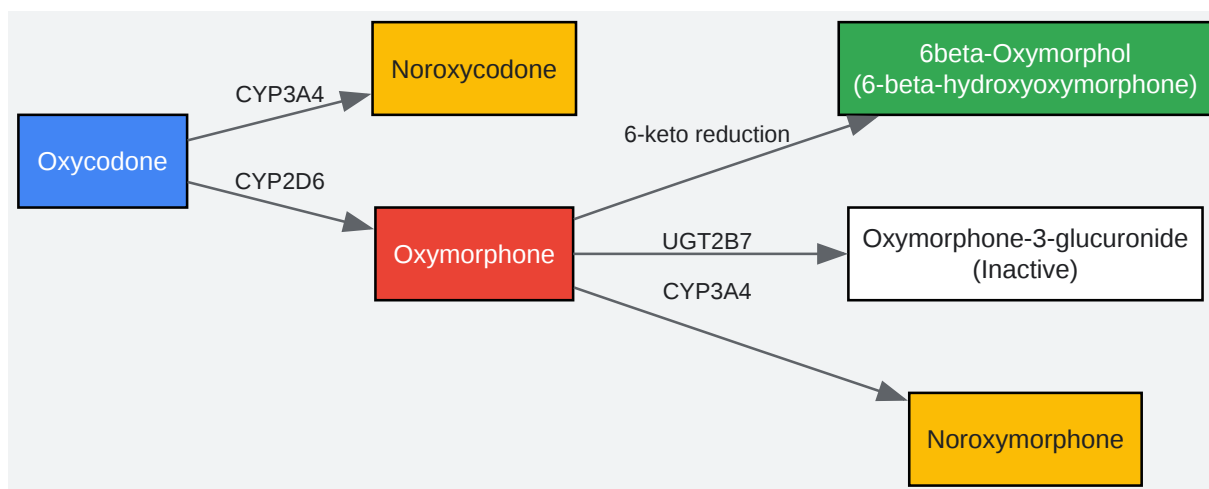 Oxycodone
CYP3A4
CYP2D6
Noroxycodone
Oxymorphone
6-keto reduction
UGT2B7
CYP3A4
6beta-Oxymorphol
(6-beta-hydroxyoxymorphone)
Oxymorphone-3-glucuronide
(Inactive)
Noroxymorphone